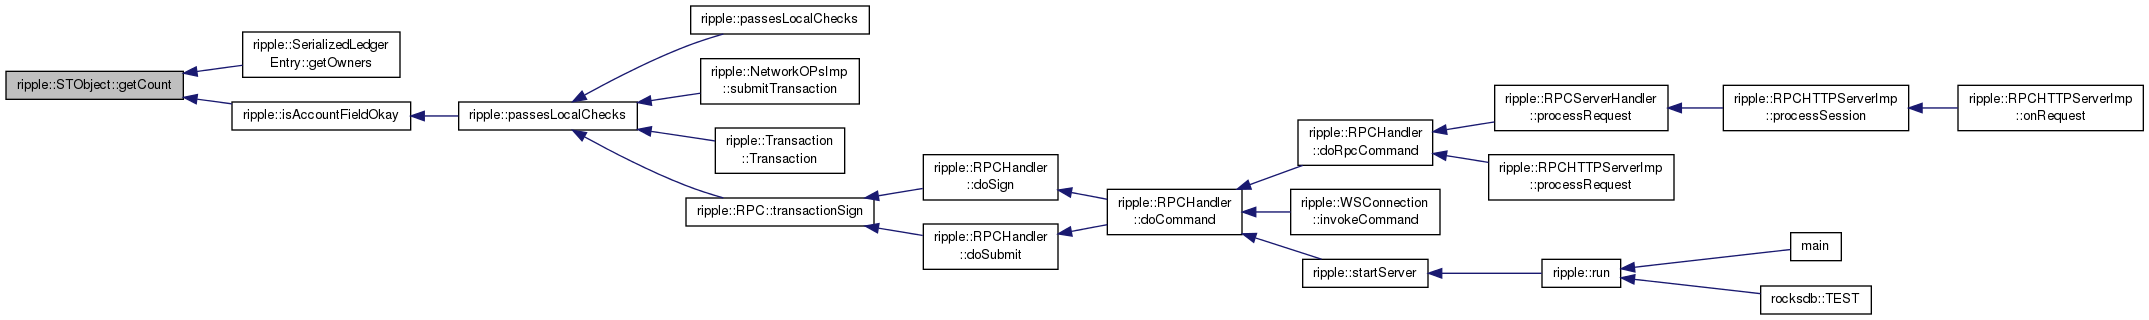 ripple::STObject::getCount
ripple::SerializedLedger
Entry::getOwners
ripple::isAccountFieldOkay
ripple::passesLocalChecks
ripple::passesLocalChecks
ripple::NetworkOPsImp
::submitTransaction
ripple::Transaction
::Transaction
ripple::RPC::transactionSign
ripple::RPCHandler
::doSign
ripple::RPCHandler
::doSubmit
ripple::RPCHandler
::doCommand
ripple::RPCHandler
::doRpcCommand
ripple::WSConnection
::invokeCommand
ripple::startServer
ripple::RPCServerHandler
::processRequest
ripple::RPCHTTPServerImp
::processRequest
ripple::RPCHTTPServerImp
::processSession
ripple::RPCHTTPServerImp
::onRequest
ripple::run
main
rocksdb::TEST